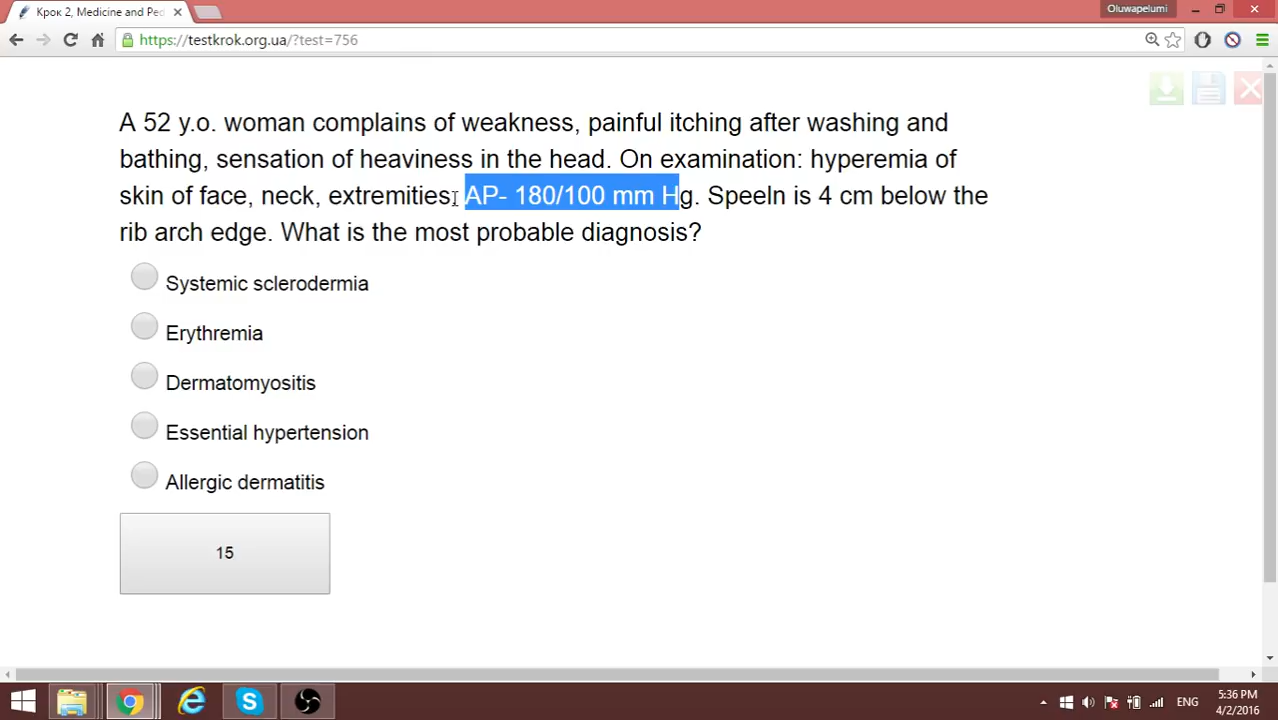 Крок 2, Medicine and Pec
Oluwapelumi
https://testkrok.org.ua/?test=756
A 52 y.o. woman complains of weakness, painful itching after washing and
bathing, sensation of heaviness in the head. On examination: hyperemia of
skin of face, neck, extremities. AP- 180/100 mm Hg. Speeln is 4 cm below the
rib arch edge. What is the most probable diagnosis?
Systemic sclerodermia
Erythremia
Dermatomyositis
Essential hypertension
Allergic dermatitis
15
ENG
5:36 PM
4/2/2016